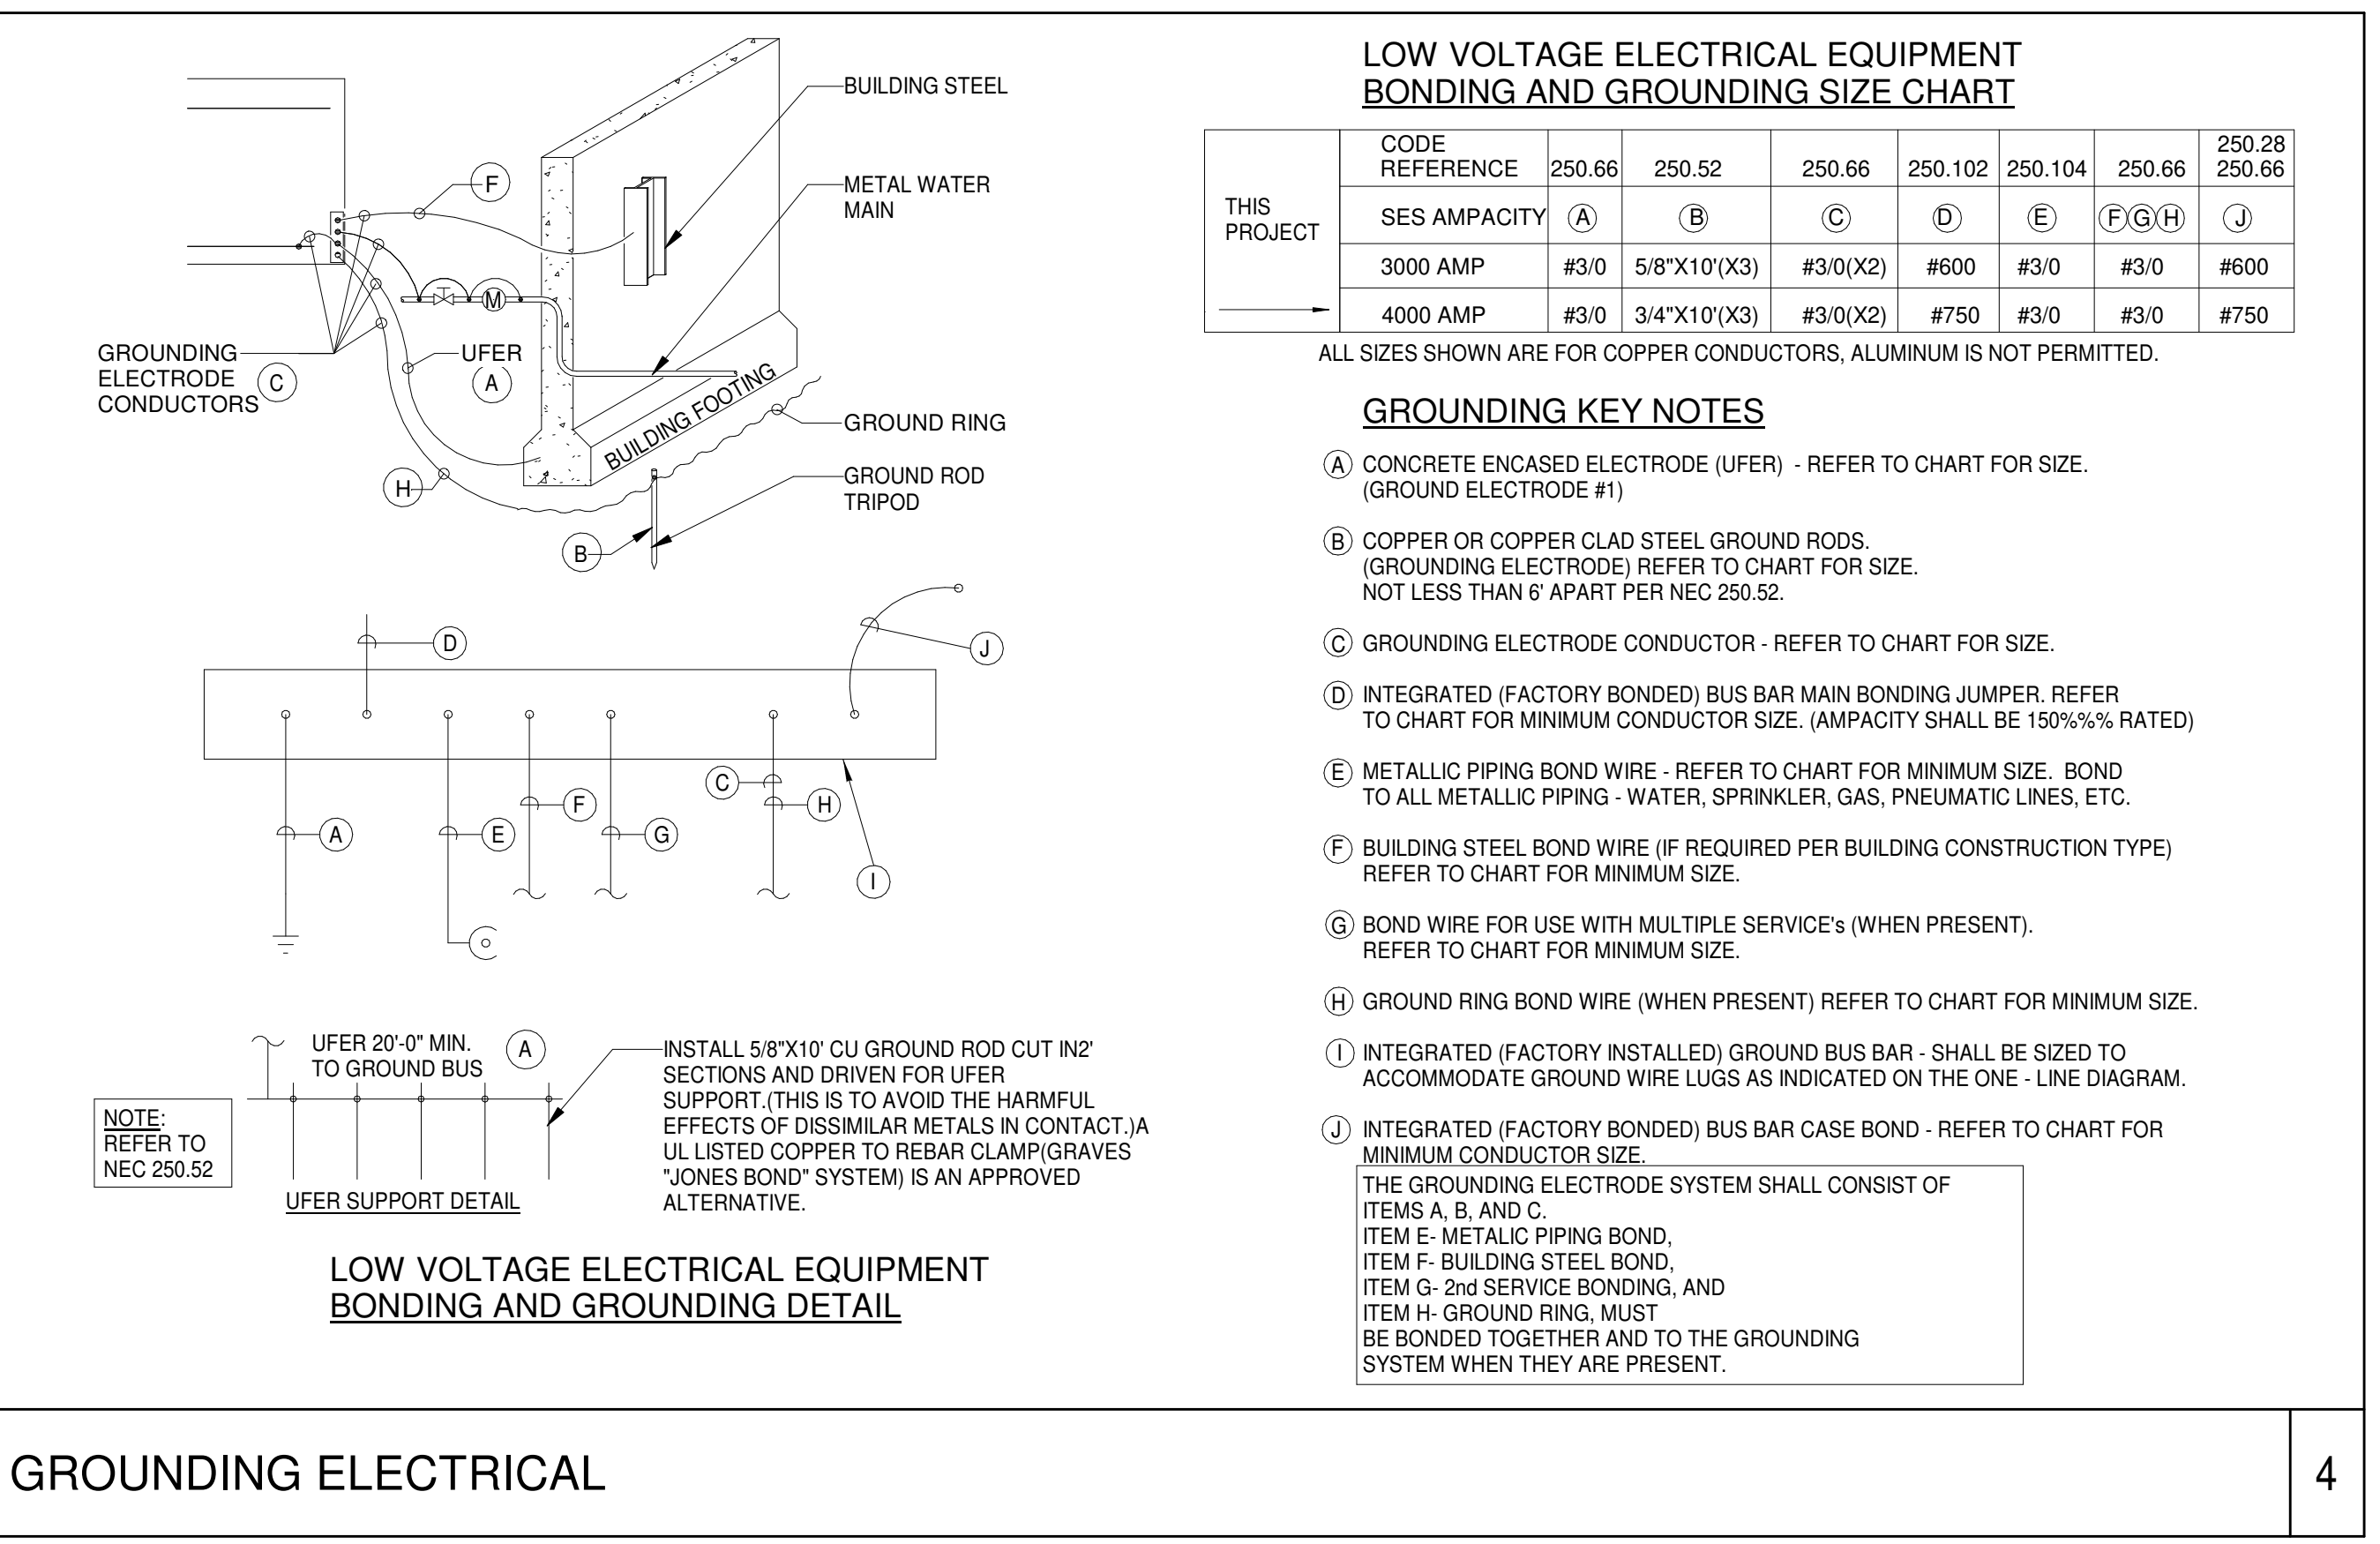 BUILDING STEEL
F
METAL WATER
MAIN
M
GROUNDING
ELECTRODE
CONDUCTORS
C
UFER
A
BUILDING FOOTING
GROUND RING
GROUND ROD
TRIPOD
H
B
D
J
C
F
H
A
E
G
I
UFER 20'-0" MIN.
TO GROUND BUS
A
NOTE:
REFER TO
NEC 250.52
UFER SUPPORT DETAIL
INSTALL 5/8"X10' CU GROUND ROD CUT IN2'
SECTIONS AND DRIVEN FOR UFER
SUPPORT.(THIS IS TO AVOID THE HARMFUL
EFFECTS OF DISSIMILAR METALS IN CONTACT.)A
UL LISTED COPPER TO REBAR CLAMP(GRAVES
"JONES BOND" SYSTEM) IS AN APPROVED
ALTERNATIVE.
LOW VOLTAGE ELECTRICAL EQUIPMENT
BONDING AND GROUNDING DETAIL
LOW VOLTAGE ELECTRICAL EQUIPMENT
BONDING AND GROUNDING SIZE CHART
THIS
PROJECT
CODE
REFERENCE 250.66 250.52 250.66 250.102 250.104 250.66 250.28 250.66
SES AMPACITY A B C D E F G H J
3000 AMP #3/0 5/8"X10'(X3) #3/0(X2) #600 #3/0 #3/0 #600
4000 AMP #3/0 3/4"X10'(X3) #3/0(X2) #750 #3/0 #3/0 #750
ALL SIZES SHOWN ARE FOR COPPER CONDUCTORS, ALUMINUM IS NOT PERMITTED.
GROUNDING KEY NOTES
A CONCRETE ENCASED ELECTRODE (UFER) - REFER TO CHART FOR SIZE.
(GROUND ELECTRODE #1)
B COPPER OR COPPER CLAD STEEL GROUND RODS.
(GROUNDING ELECTRODE) REFER TO CHART FOR SIZE.
NOT LESS THAN 6' APART PER NEC 250.52.
C GROUNDING ELECTRODE CONDUCTOR - REFER TO CHART FOR SIZE.
D INTEGRATED (FACTORY BONDED) BUS BAR MAIN BONDING JUMPER. REFER
TO CHART FOR MINIMUM CONDUCTOR SIZE. (AMPACITY SHALL BE 150%%% RATED)
E METALLIC PIPING BOND WIRE - REFER TO CHART FOR MINIMUM SIZE. BOND
TO ALL METALLIC PIPING - WATER, SPRINKLER, GAS, PNEUMATIC LINES, ETC.
F BUILDING STEEL BOND WIRE (IF REQUIRED PER BUILDING CONSTRUCTION TYPE)
REFER TO CHART FOR MINIMUM SIZE.
G BOND WIRE FOR USE WITH MULTIPLE SERVICE's (WHEN PRESENT).
REFER TO CHART FOR MINIMUM SIZE.
H GROUND RING BOND WIRE (WHEN PRESENT) REFER TO CHART FOR MINIMUM SIZE.
I INTEGRATED (FACTORY INSTALLED) GROUND BUS BAR - SHALL BE SIZED TO
ACCOMMODATE GROUND WIRE LUGS AS INDICATED ON THE ONE - LINE DIAGRAM.
J INTEGRATED (FACTORY BONDED) BUS BAR CASE BOND - REFER TO CHART FOR
MINIMUM CONDUCTOR SIZE.
THE GROUNDING ELECTRODE SYSTEM SHALL CONSIST OF
ITEMS A, B, AND C.
ITEM E- METALIC PIPING BOND,
ITEM F- BUILDING STEEL BOND,
ITEM G- 2nd SERVICE BONDING, AND
ITEM H- GROUND RING, MUST
BE BONDED TOGETHER AND TO THE GROUNDING
SYSTEM WHEN THEY ARE PRESENT.
GROUNDING ELECTRICAL
4